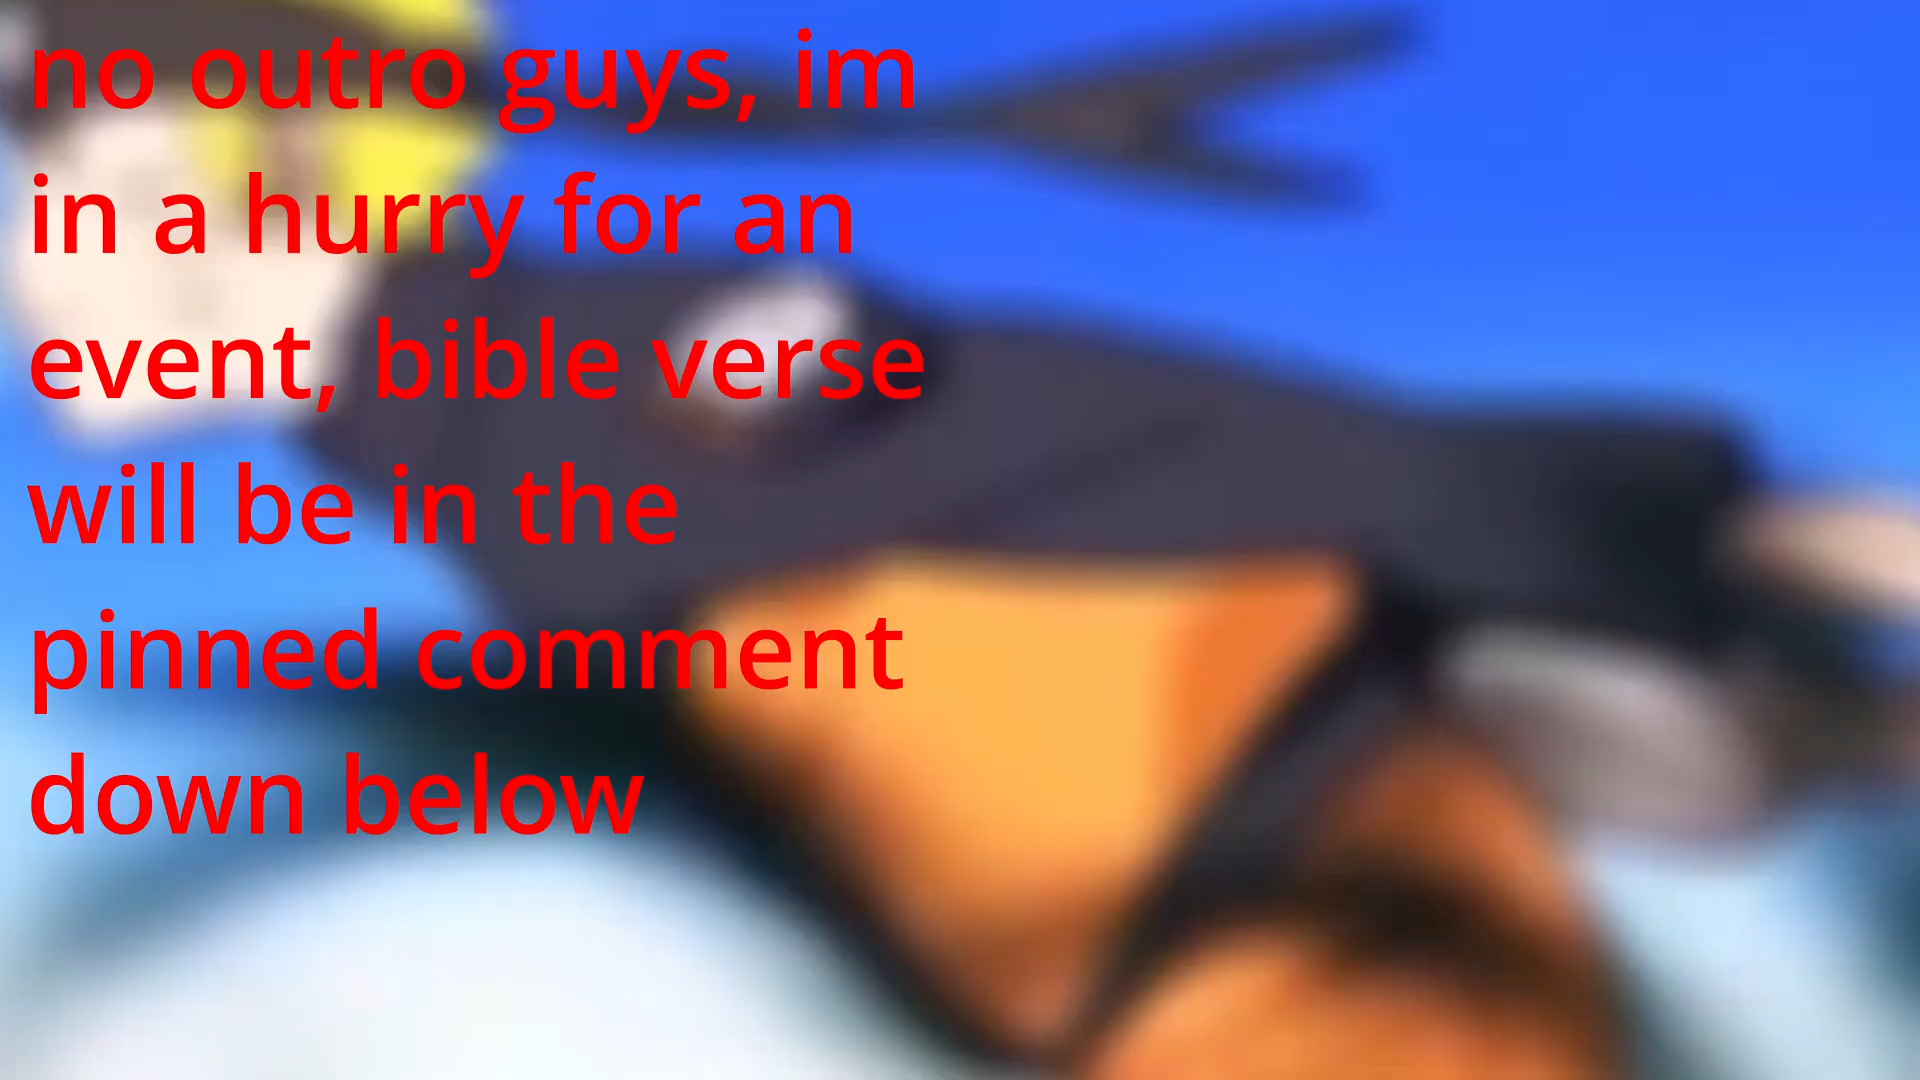 no outro guys, im
in a hurry for an
event, bible verse
will be in the
pinned comment
down below